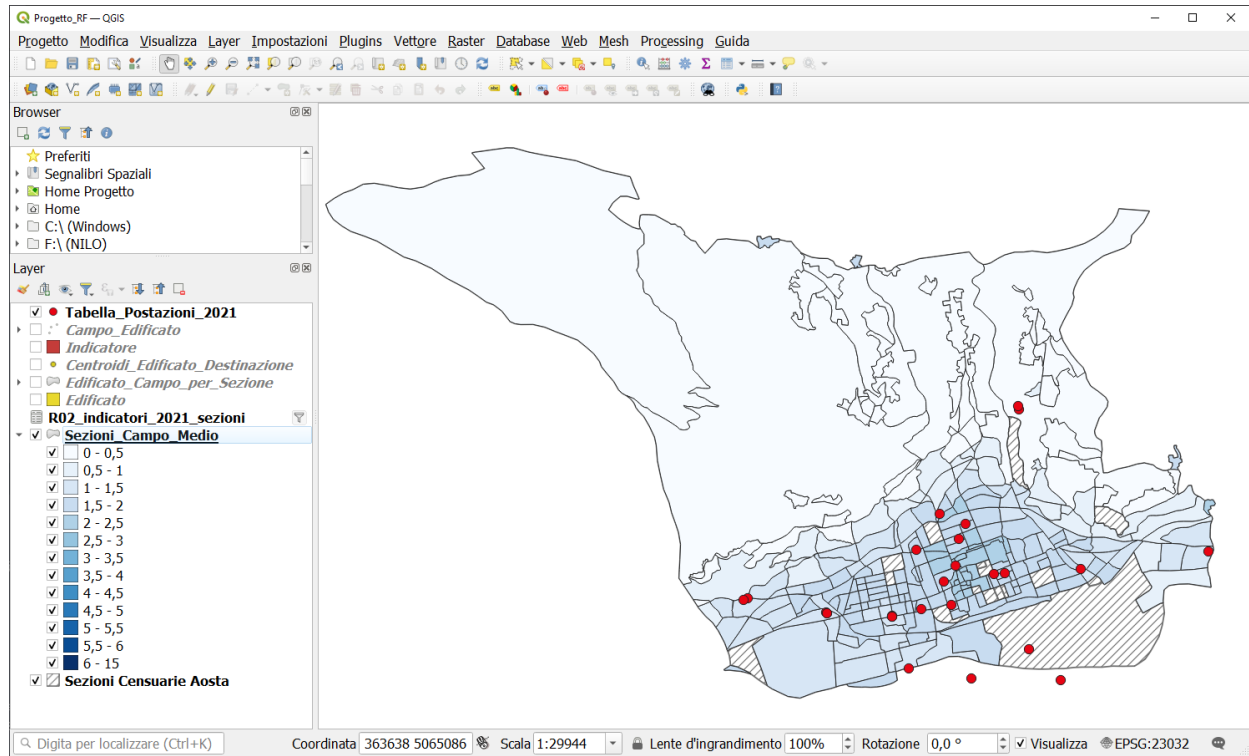 Progetto_RF — QGIS
Progetto Modifica Visualizza Layer Impostazioni Plugins Vettore Raster Database Web Mesh Processing Guida
Browser
Preferiti
Segnalibri Spaziali
Home Progetto
Home
C:\ (Windows)
F:\ (NILO)
Layer
Tabella_Postazioni_2021
Campo_Edificato
Indicatore
Centroidi_Edificato_Destinazione
Edificato_Campo_per_Sezione
Edificato
R02_indicatori_2021_sezioni
Sezioni_Campo_Medio
0 - 0,5
0,5 - 1
1 - 1,5
1,5 - 2
2 - 2,5
2,5 - 3
3 - 3,5
3,5 - 4
4 - 4,5
4,5 - 5
5 - 5,5
5,5 - 6
6 - 15
Sezioni Censuarie Aosta
Digita per localizzare (Ctrl+K) Coordinata 363638 5065086 Scala 1:29944 Lente d'ingrandimento 100% Rotazione 0,0 ° Visualizza EPSG:23032